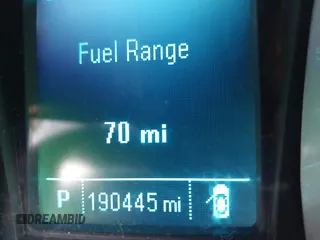 Fuel Range
70 mi
P 190445 mi
DREAMBID